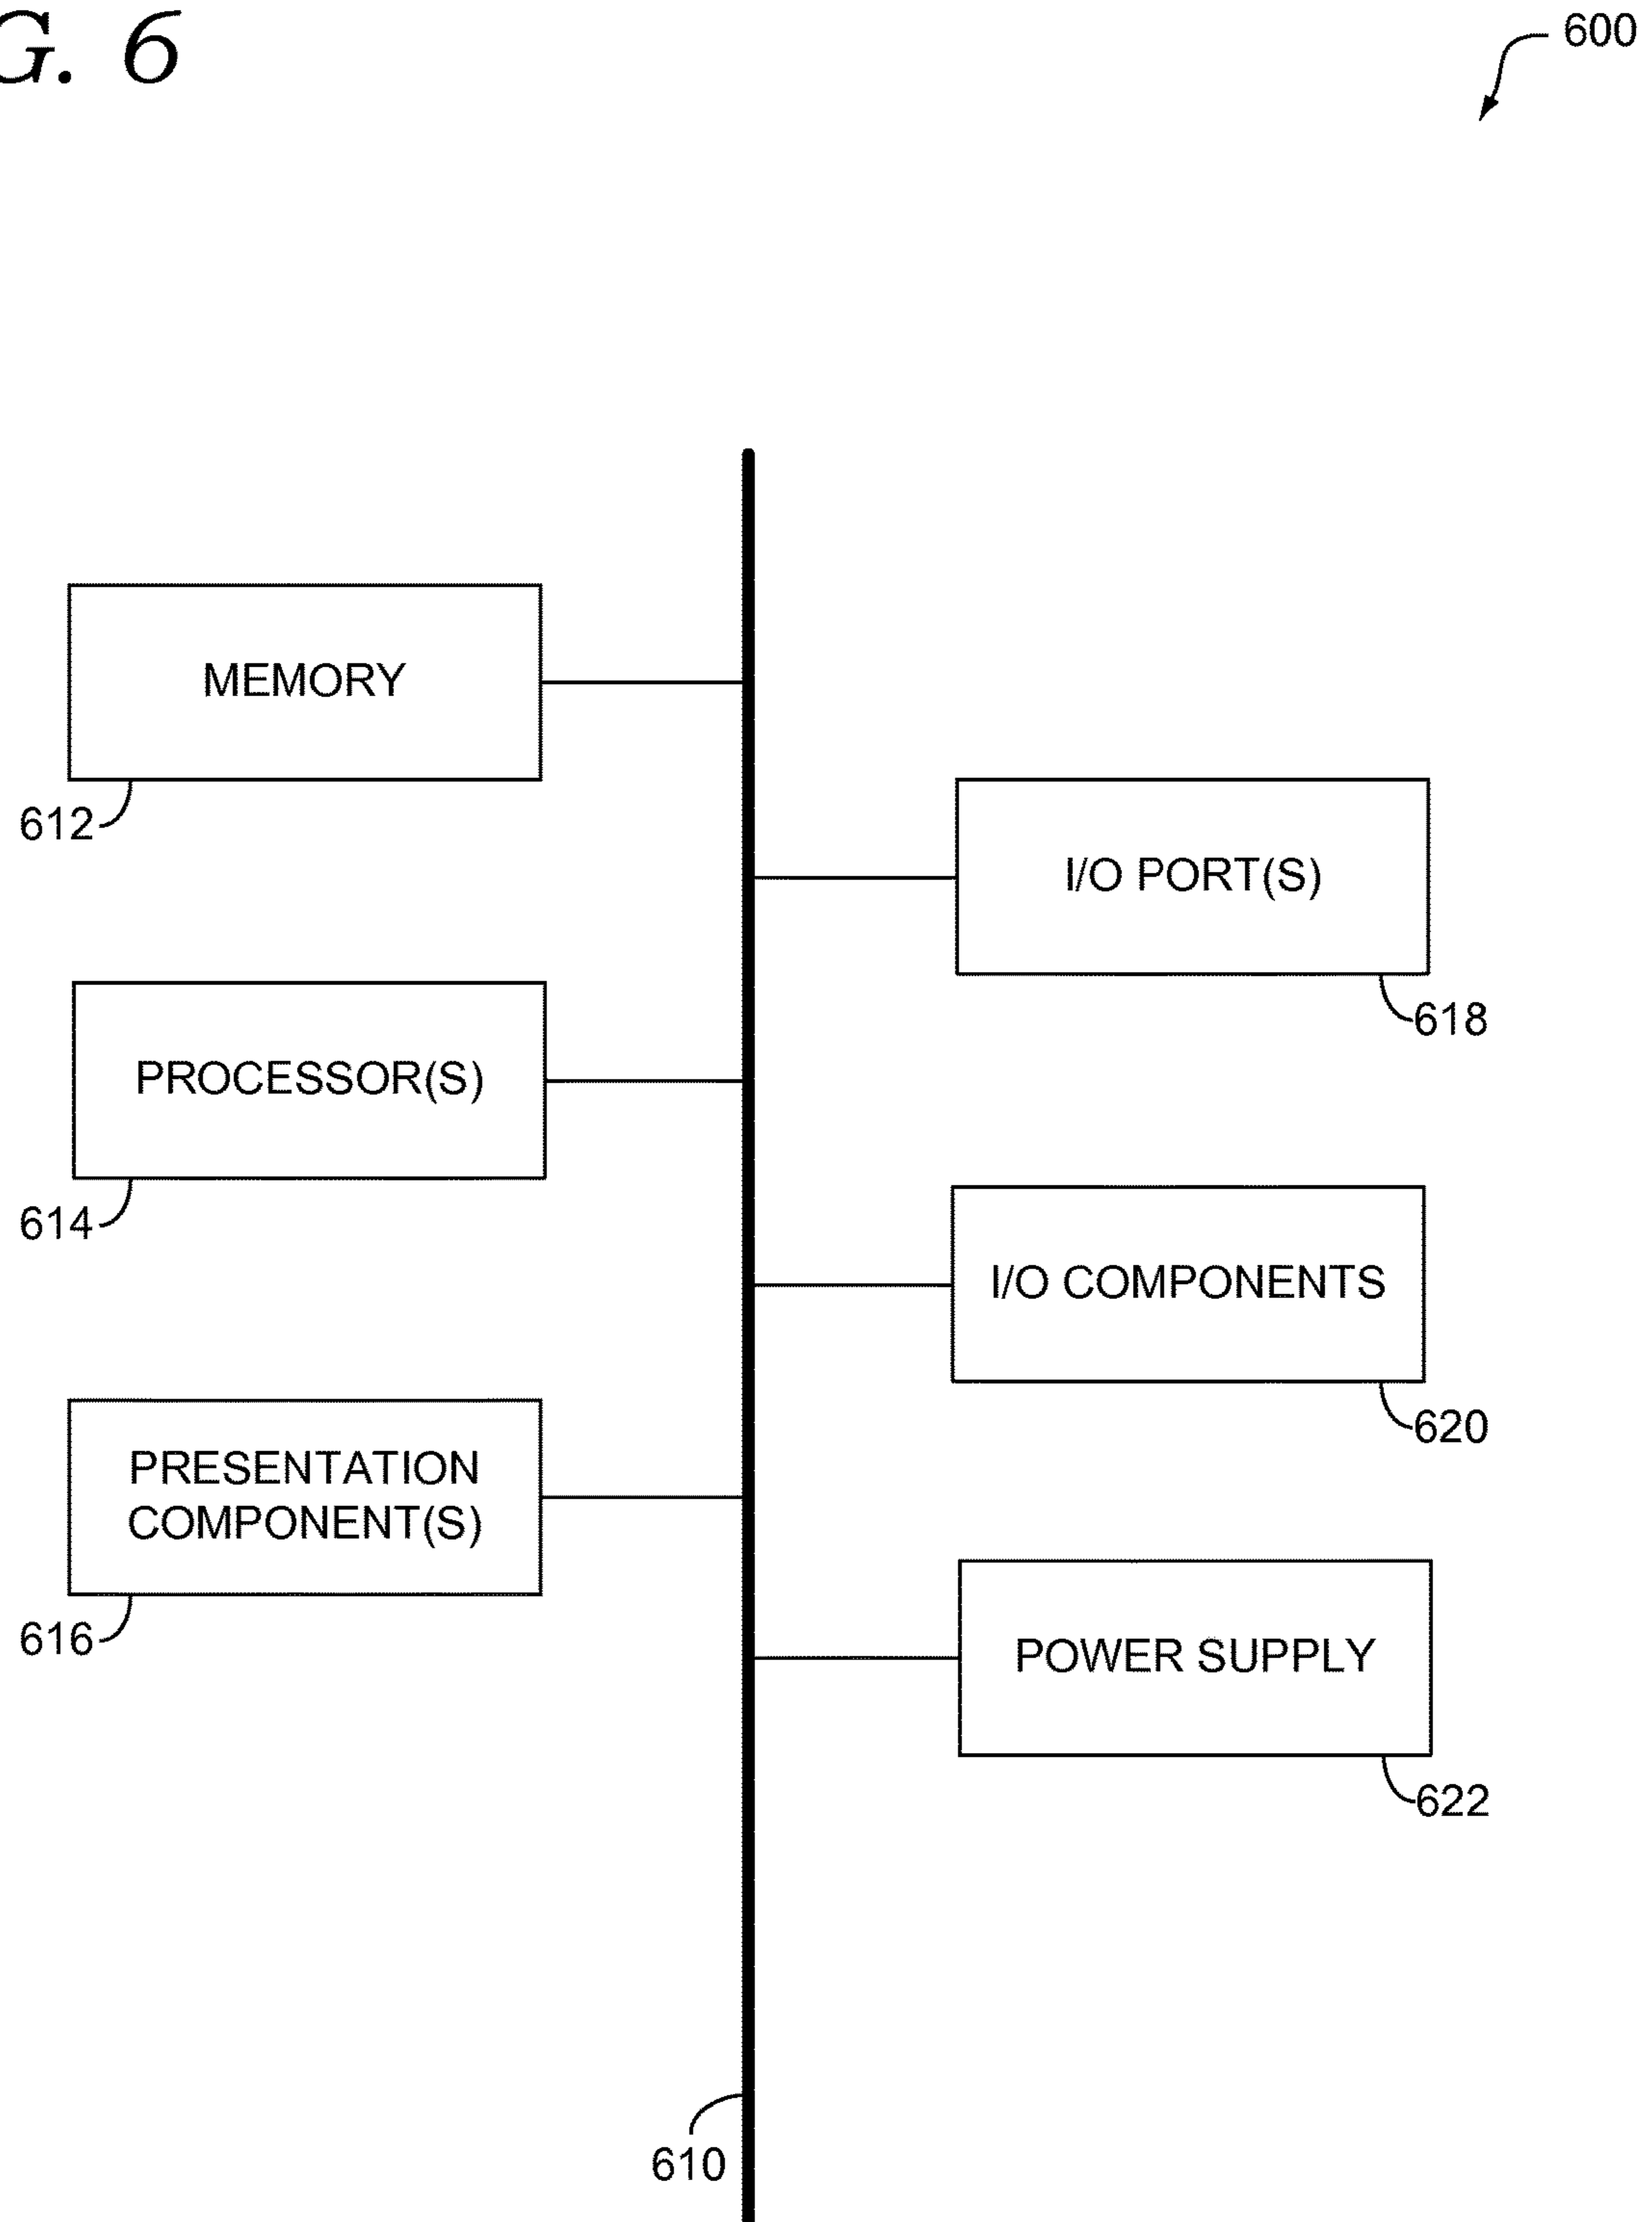 G. 6
600
MEMORY
612
I/O PORT(S)
618
PROCESSOR(S)
614
I/O COMPONENTS
620
PRESENTATION
COMPONENT(S)
616
POWER SUPPLY
622
610